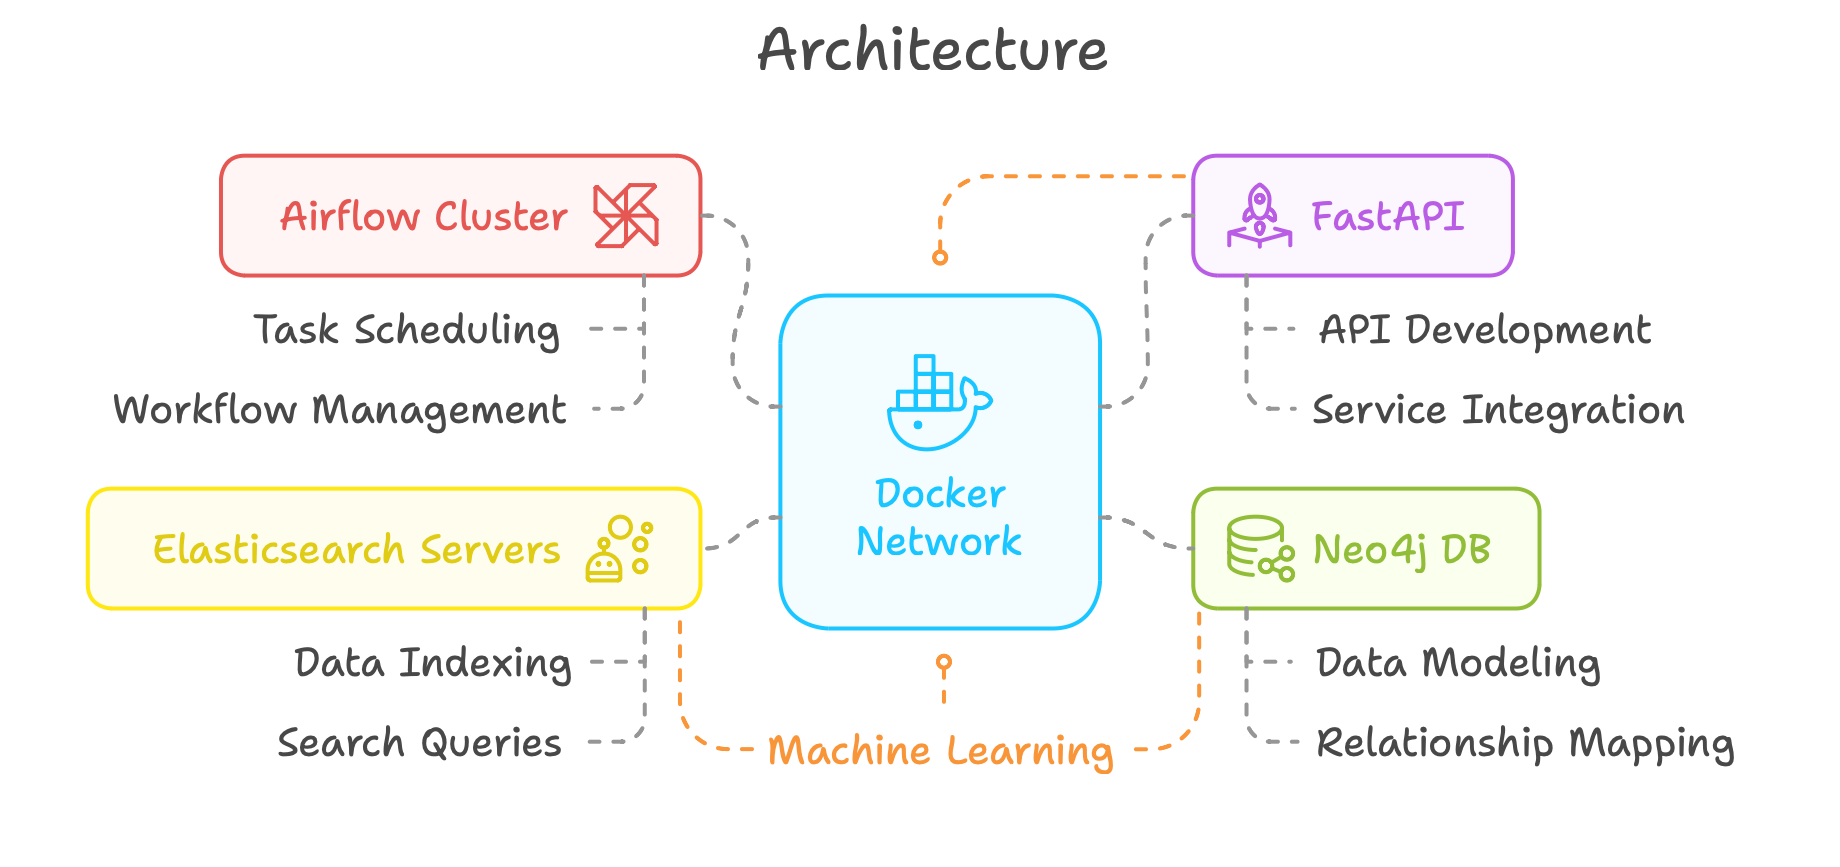 Architecture
Airflow Cluster
Task Scheduling
Workflow Management
Elasticsearch Servers
Data Indexing
Search Queries
Docker
Network
Machine Learning
FastAPI
API Development
Service Integration
Neo4j DB
Data Modeling
Relationship Mapping